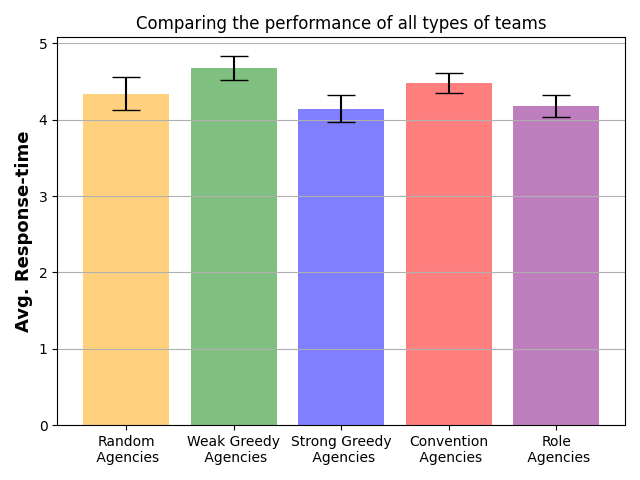 Comparing the performance of all types of teams
Avg. Response-time
5
4
3
2
1
0
Random
Agencies
Weak Greedy
Agencies
Strong Greedy
Agencies
Convention
Agencies
Role
Agencies